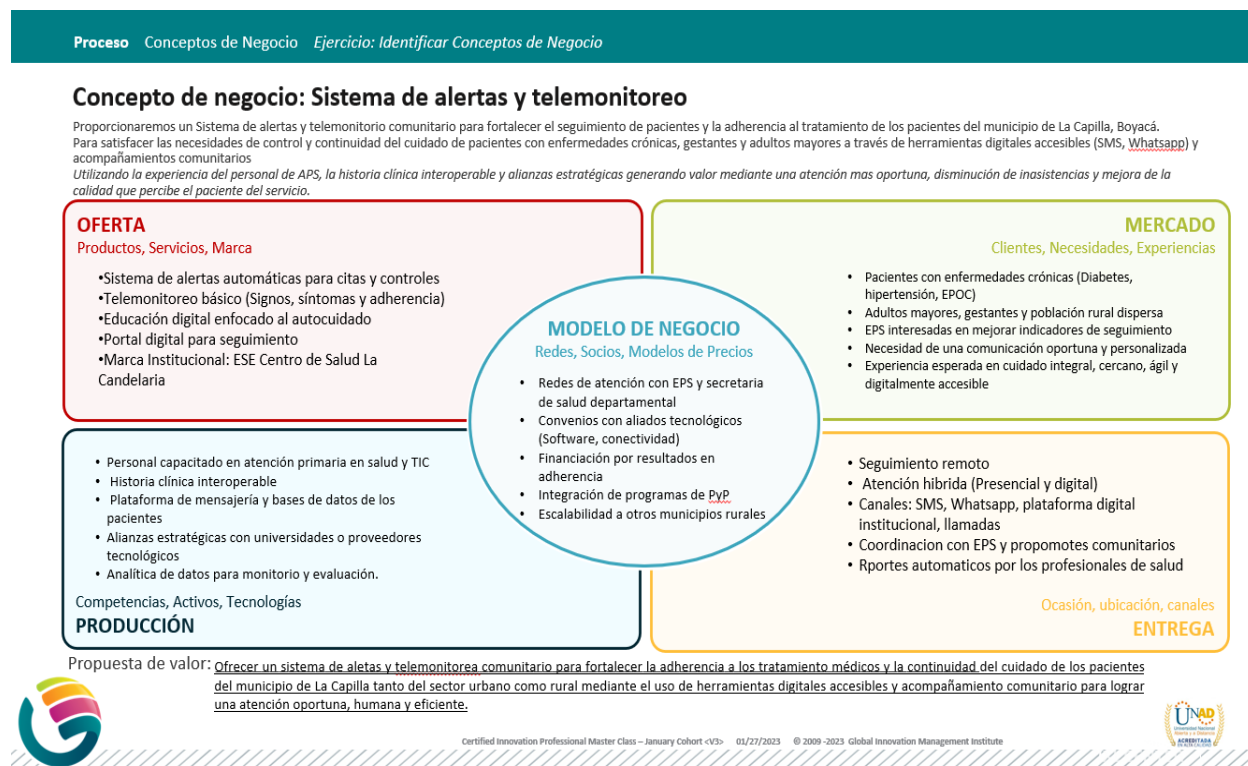 Proceso Conceptos de Negocio Ejercicio: Identificar Conceptos de Negocio
Concepto de negocio: Sistema de alertas y telemonitoreo
Proporcionaremos un Sistema de alertas y telemonitorio comunitario para fortalecer el seguimiento de pacientes y la adherencia al tratamiento de los pacientes del municipio de La Capilla, Boyacá.
Para satisfacer las necesidades de control y continuidad del cuidado de pacientes con enfermedades crónicas, gestantes y adultos mayores a través de herramientas digitales accesibles (SMS, Whatsapp) y
acompañamientos comunitarios
Utilizando la experiencia del personal de APS, la historia clínica interoperable y alianzas estratégicas generando valor mediante una atención mas oportuna, disminución de inasistencias y mejora de la
calidad que percibe el paciente del servicio.
OFERTA
Productos, Servicios, Marca
•Sistema de alertas automáticas para citas y controles
•Telemonitoreo básico (Signos, síntomas y adherencia)
•Educación digital enfocado al autocuidado
•Portal digital para seguimiento
•Marca Institucional: ESE Centro de Salud La
Candelaria
MERCADO
Clientes, Necesidades, Experiencias
• Pacientes con enfermedades crónicas (Diabetes,
hipertensión, EPOC)
• Adultos mayores, gestantes y población rural dispersa
• EPS interesadas en mejorar indicadores de seguimiento
• Necesidad de una comunicación oportuna y personalizada
• Experiencia esperada en cuidado integral, cercano, ágil y
digitalmente accesible
MODELO DE NEGOCIO
Redes, Socios, Modelos de Precios
• Redes de atención con EPS y secretaria
de salud departamental
• Convenios con aliados tecnológicos
(Software, conectividad)
• Financiación por resultados en
adherencia
• Integración de programas de PyP
• Escalabilidad a otros municipios rurales
• Personal capacitado en atención primaria en salud y TIC
• Historia clínica interoperable
• Plataforma de mensajería y bases de datos de los
pacientes
• Alianzas estratégicas con universidades o proveedores
tecnológicos
• Analítica de datos para monitoreo y evaluación.
Competencias, Activos, Tecnologías
PRODUCCIÓN
• Seguimiento remoto
• Atención hibrida (Presencial y digital)
• Canales: SMS, Whatsapp, plataforma digital
institucional, llamadas
• Coordinacion con EPS y propomotes comunitarios
• Rportes automaticos por los profesionales de salud
Ocasión, ubicación, canales
ENTREGA
Propuesta de valor: Ofrecer un sistema de aletas y telemonitorea comunitario para fortalecer la adherencia a los tratamiento médicos y la continuidad del cuidado de los pacientes
del municipio de La Capilla tanto del sector urbano como rural mediante el uso de herramientas digitales accesibles y acompañamiento comunitario para lograr
una atención oportuna, humana y eficiente.
Certified Innovation Professional Master Class – January Cohort <V3> 01/27/2023 © 2009 -2023 Global Innovation Management Institute
UNAD
Universidad Nacional
Abierta y a Distancia
ACREDITADA
EN ALTA CALIDAD